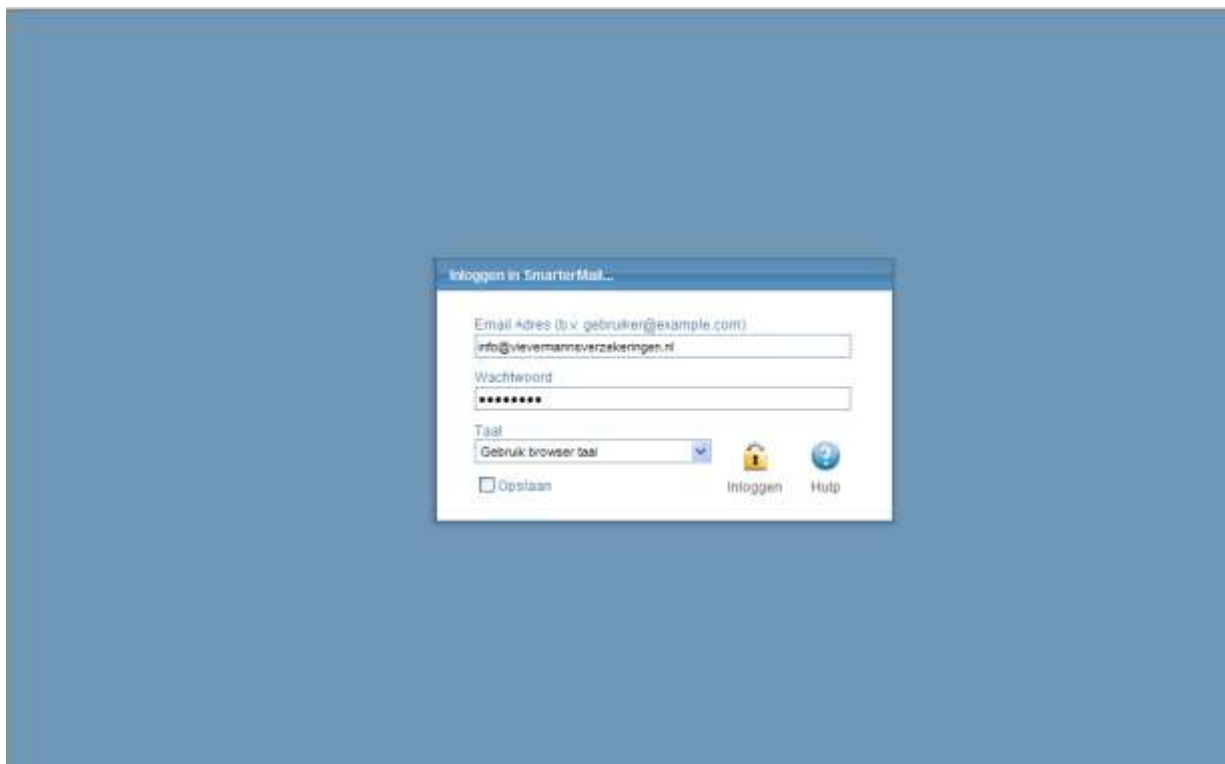 Inloggen in SmarterMail...
Email Adres (b.v. gebruiker@example.com)
info@vievermannsverzekeringen.nl
Wachtwoord
••••••••
Taal
Gebruik browser taal
Opslaan
Inloggen
Hulp